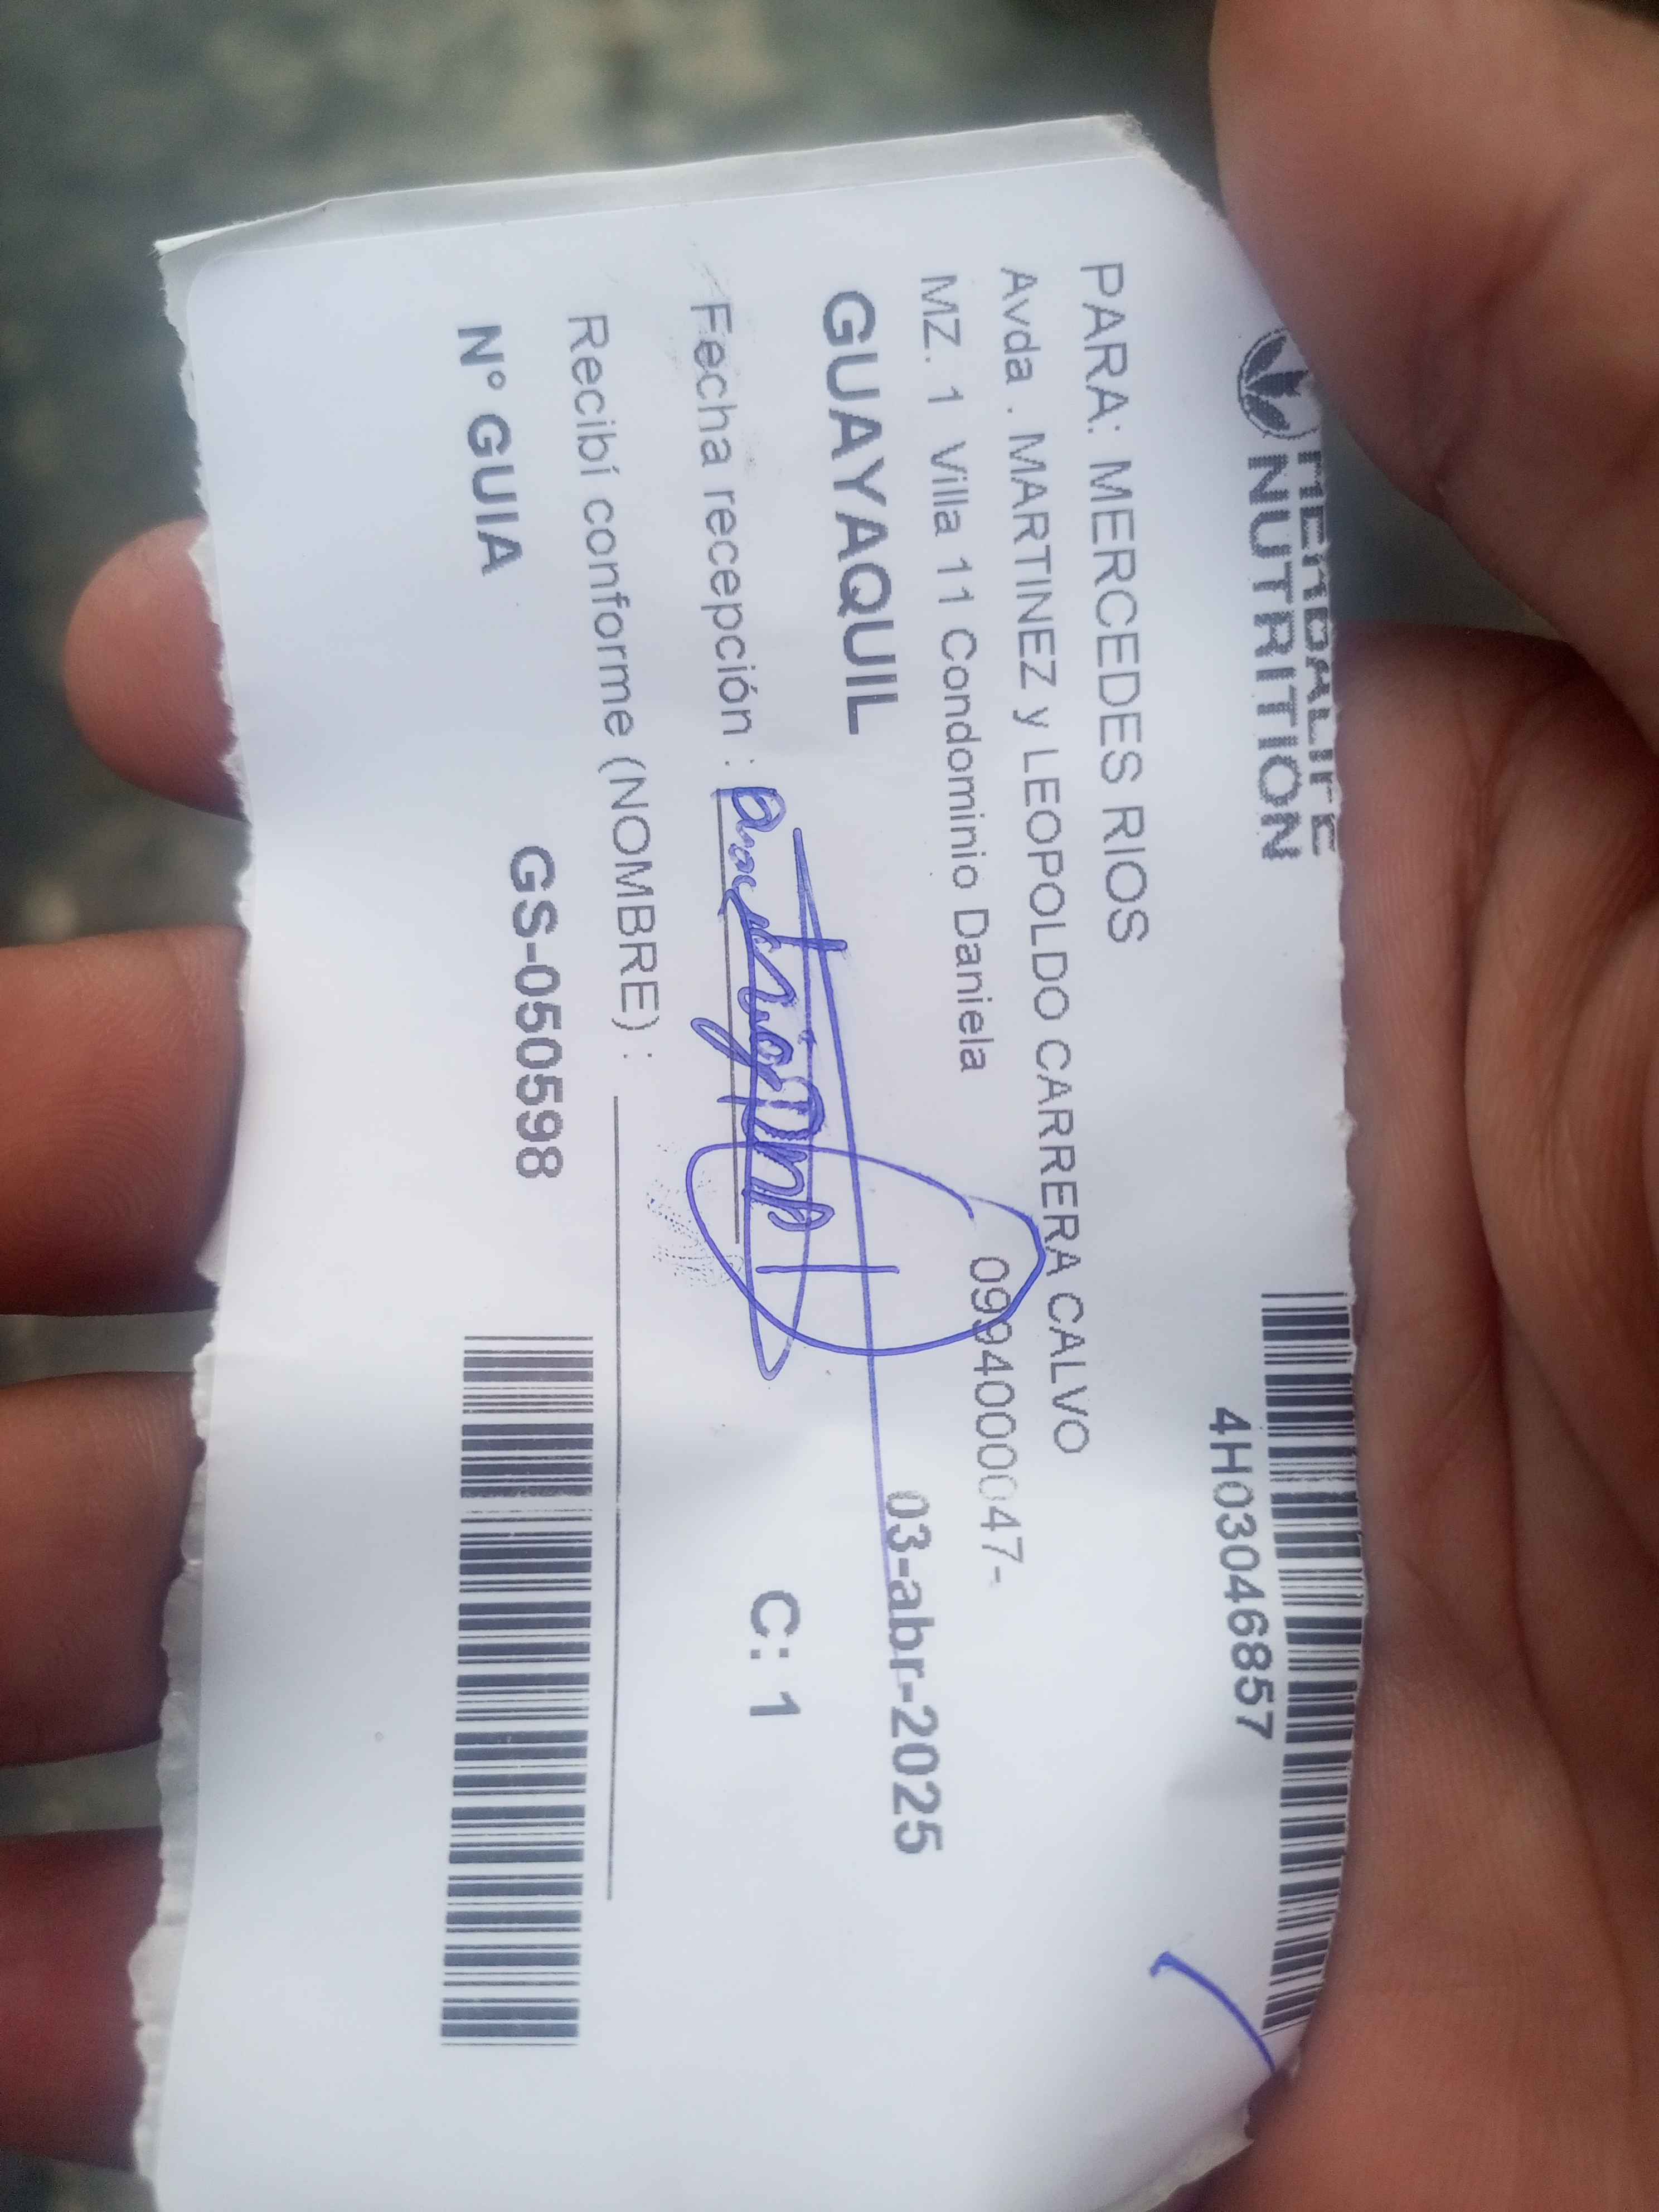 HERBALIFE
NUTRITION
4H03046857
PARA: MERCEDES RIOS
Avda . MARTINEZ y LEOPOLDO CARRERA CALVO
MZ. 1 Villa 11 Condominio Daniela
0994000047-
GUAYAQUIL
03-abr-2025
Fecha recepción :
C: 1
Recibí conforme (NOMBRE) :
N° GUIA GS-050598